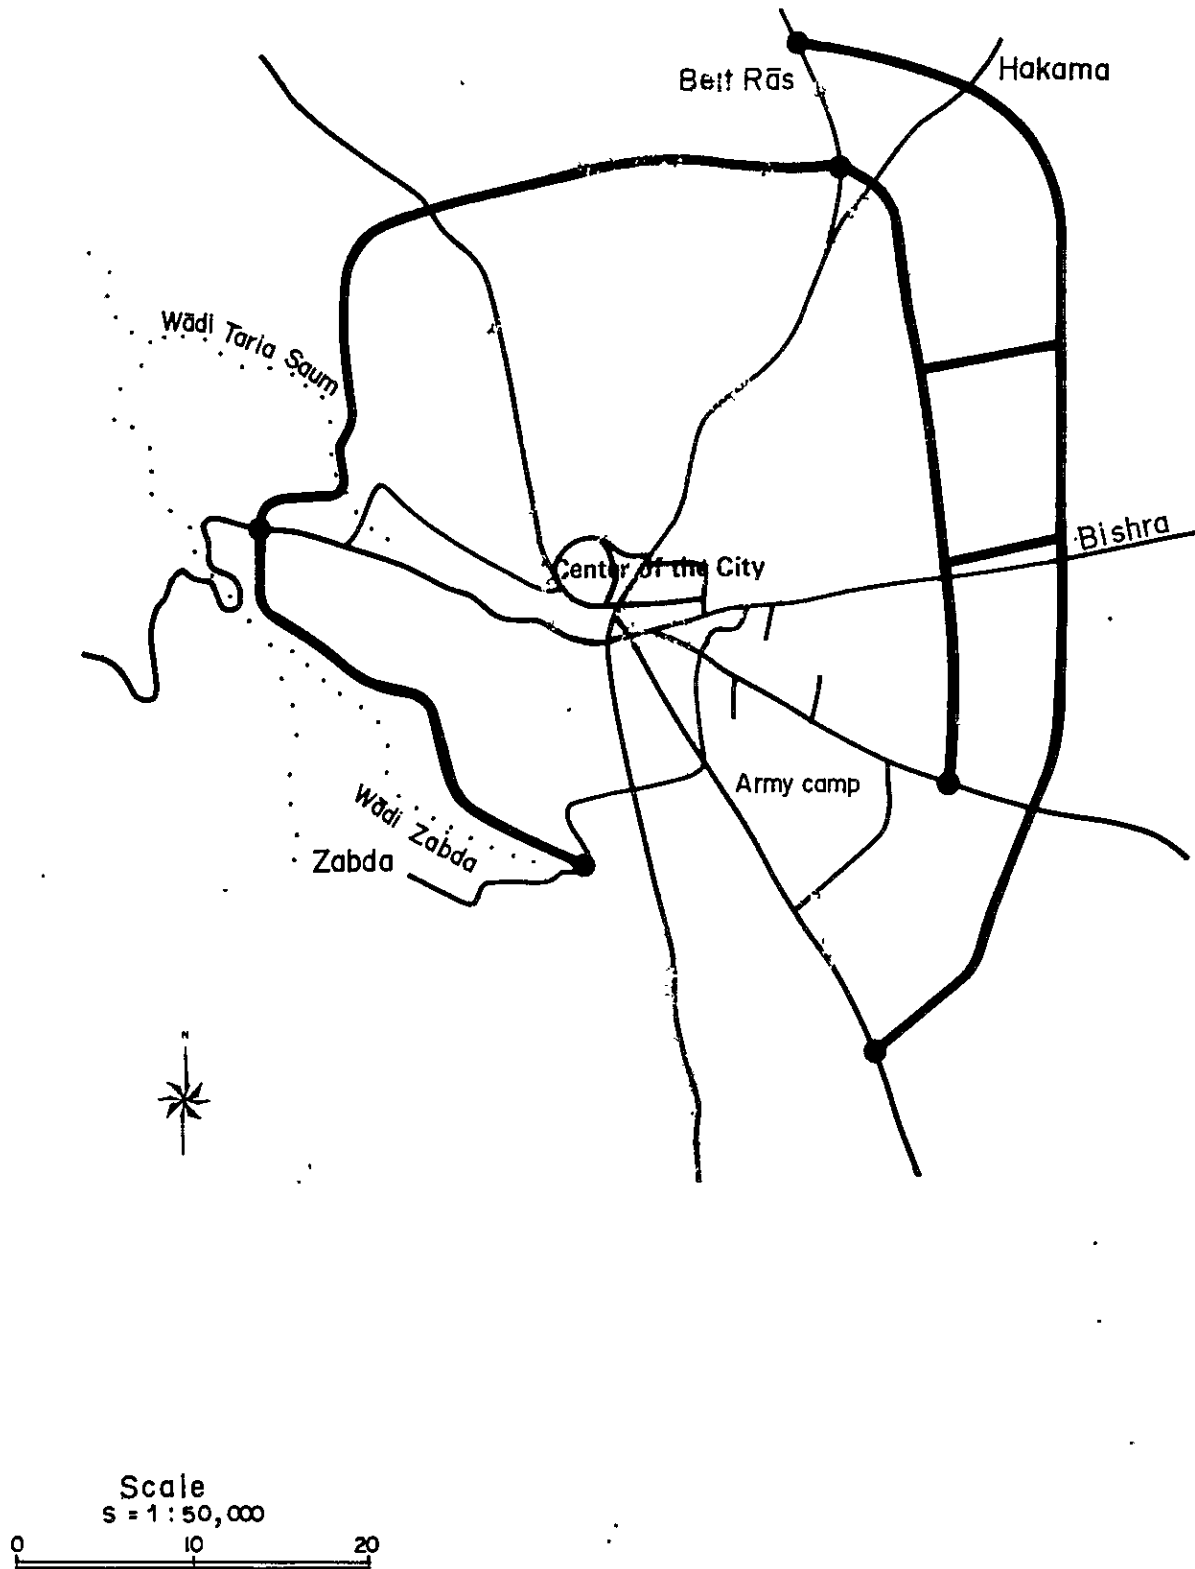 Beit Rās
Hakama
Wādi Taria Saum
Bishra
Center of the City
Army camp
Wādi Zabda
Zabda
N
Scale
S = 1 : 50,000
0 10 20